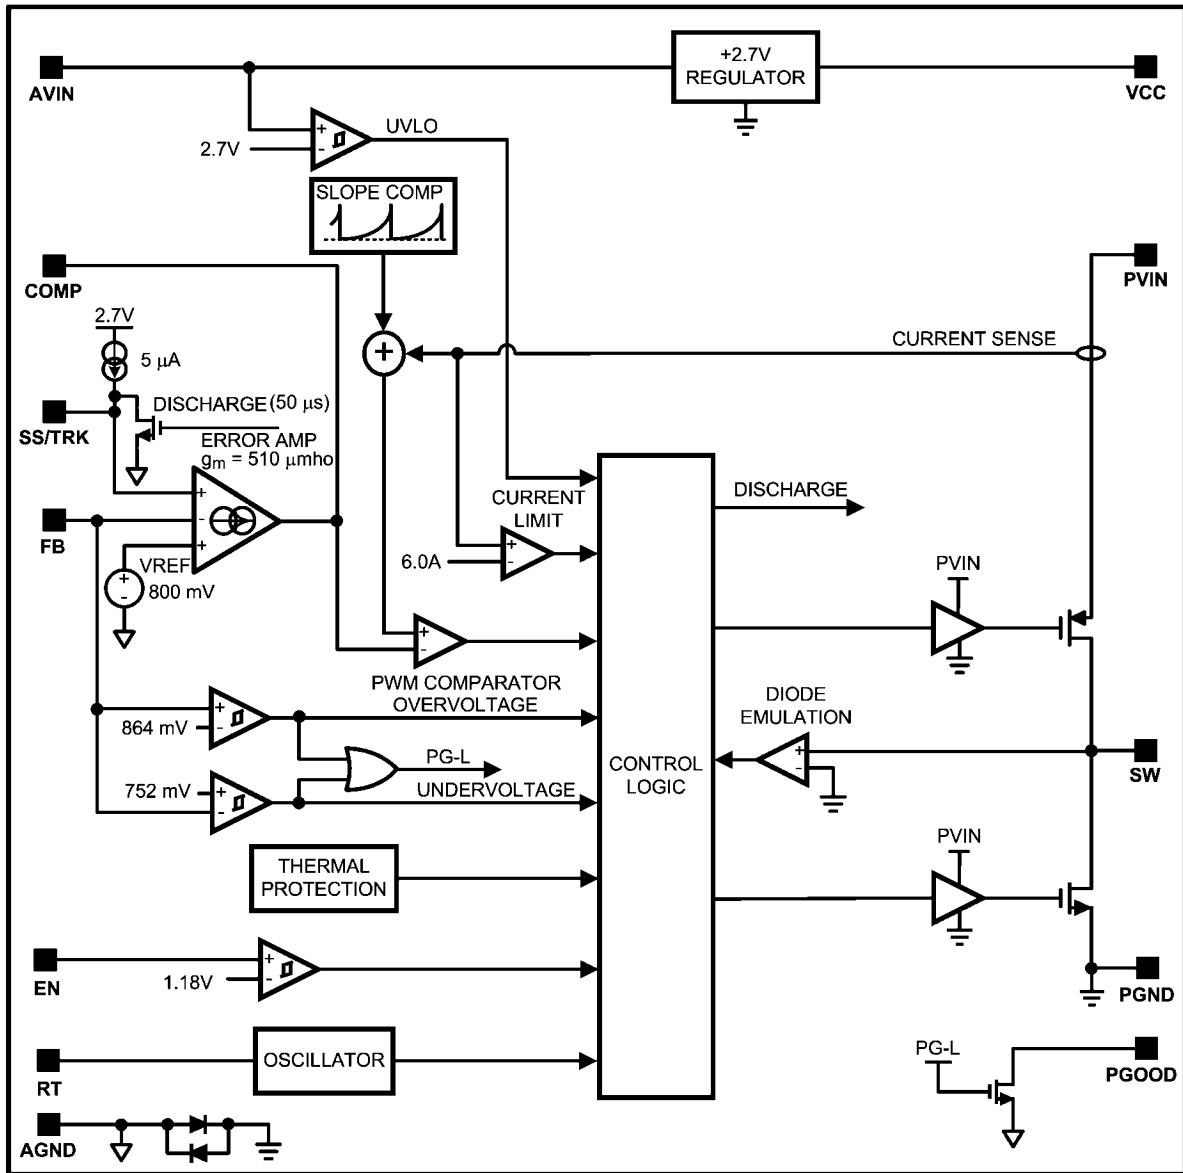 +2.7V
REGULATOR
AVIN
VCC
UVLO
2.7V
SLOPE COMP
COMP
PVIN
2.7V
5 µA
CURRENT SENSE
+
DISCHARGE (50 µs)
SS/TRK
ERROR AMP
gm = 510 µmho
CURRENT
LIMIT
DISCHARGE
FB
6.0A
VREF
800 mV
PVIN
PWM COMPARATOR
OVERVOLTAGE
864 mV
DIODE
EMULATION
PG-L
CONTROL
LOGIC
SW
752 mV
UNDERVOLTAGE
PVIN
THERMAL
PROTECTION
EN
1.18V
PGND
OSCILLATOR
RT
PG-L
PGOOD
AGND